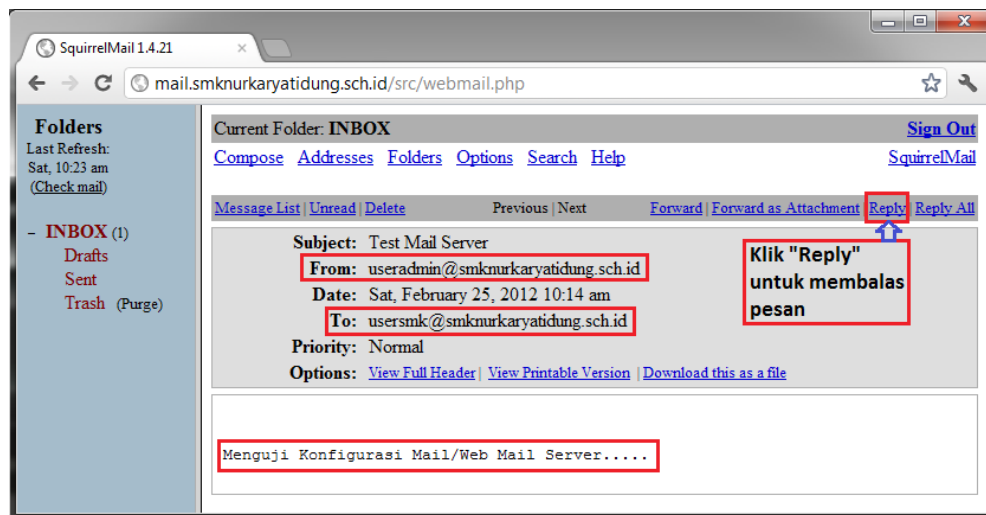 SquirrelMail 1.4.21
mail.smknurkaryatidung.sch.id/src/webmail.php
Folders
Last Refresh:
Sat, 10:23 am
(Check mail)
– INBOX (1)
Drafts
Sent
Trash (Purge)
Current Folder: INBOX Sign Out
Compose Addresses Folders Options Search Help SquirrelMail
Message List | Unread | Delete Previous | Next Forward | Forward as Attachment | Reply | Reply All
Subject: Test Mail Server
From: useradmin@smknurkaryatidung.sch.id
Date: Sat, February 25, 2012 10:14 am
To: usersmk@smknurkaryatidung.sch.id
Priority: Normal
Options: View Full Header | View Printable Version | Download this as a file
Klik "Reply"
untuk membalas
pesan
Menguji Konfigurasi Mail/Web Mail Server.....